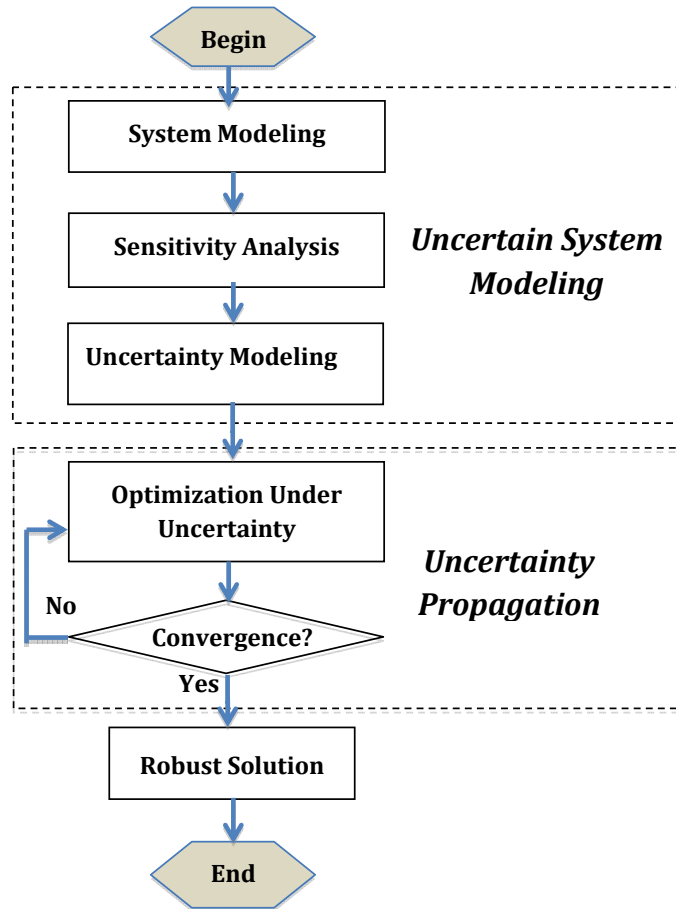 Begin
System Modeling
Sensitivity Analysis
Uncertain System
Modeling
Uncertainty Modeling
Optimization Under
Uncertainty
Uncertainty
Propagation
No
Convergence?
Yes
Robust Solution
End